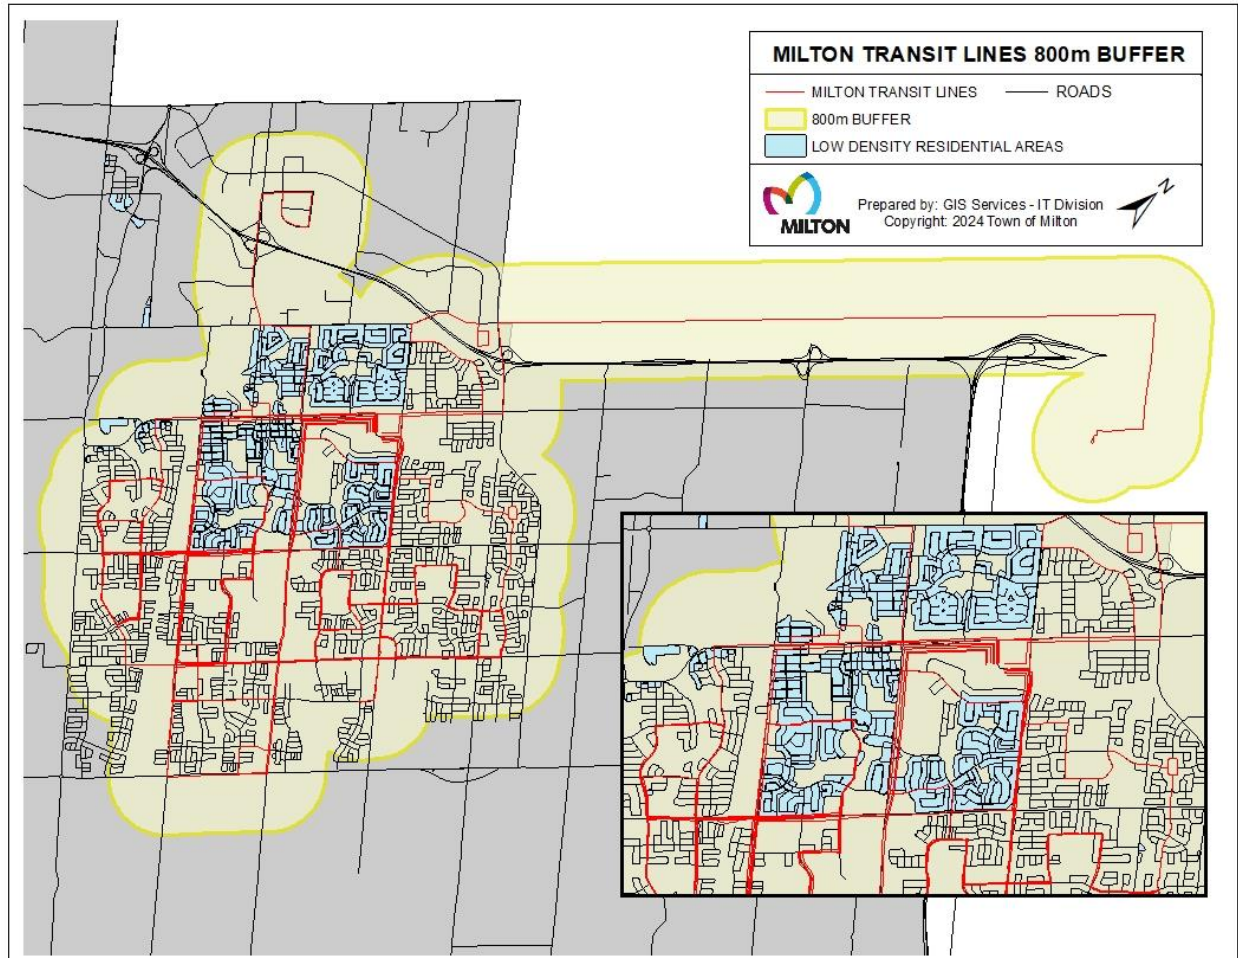 MILTON TRANSIT LINES 800m BUFFER
MILTON TRANSIT LINES ROADS
800m BUFFER
LOW DENSITY RESIDENTIAL AREAS
MILTON
Prepared by: GIS Services - IT Division
Copyright: 2024 Town of Milton
N